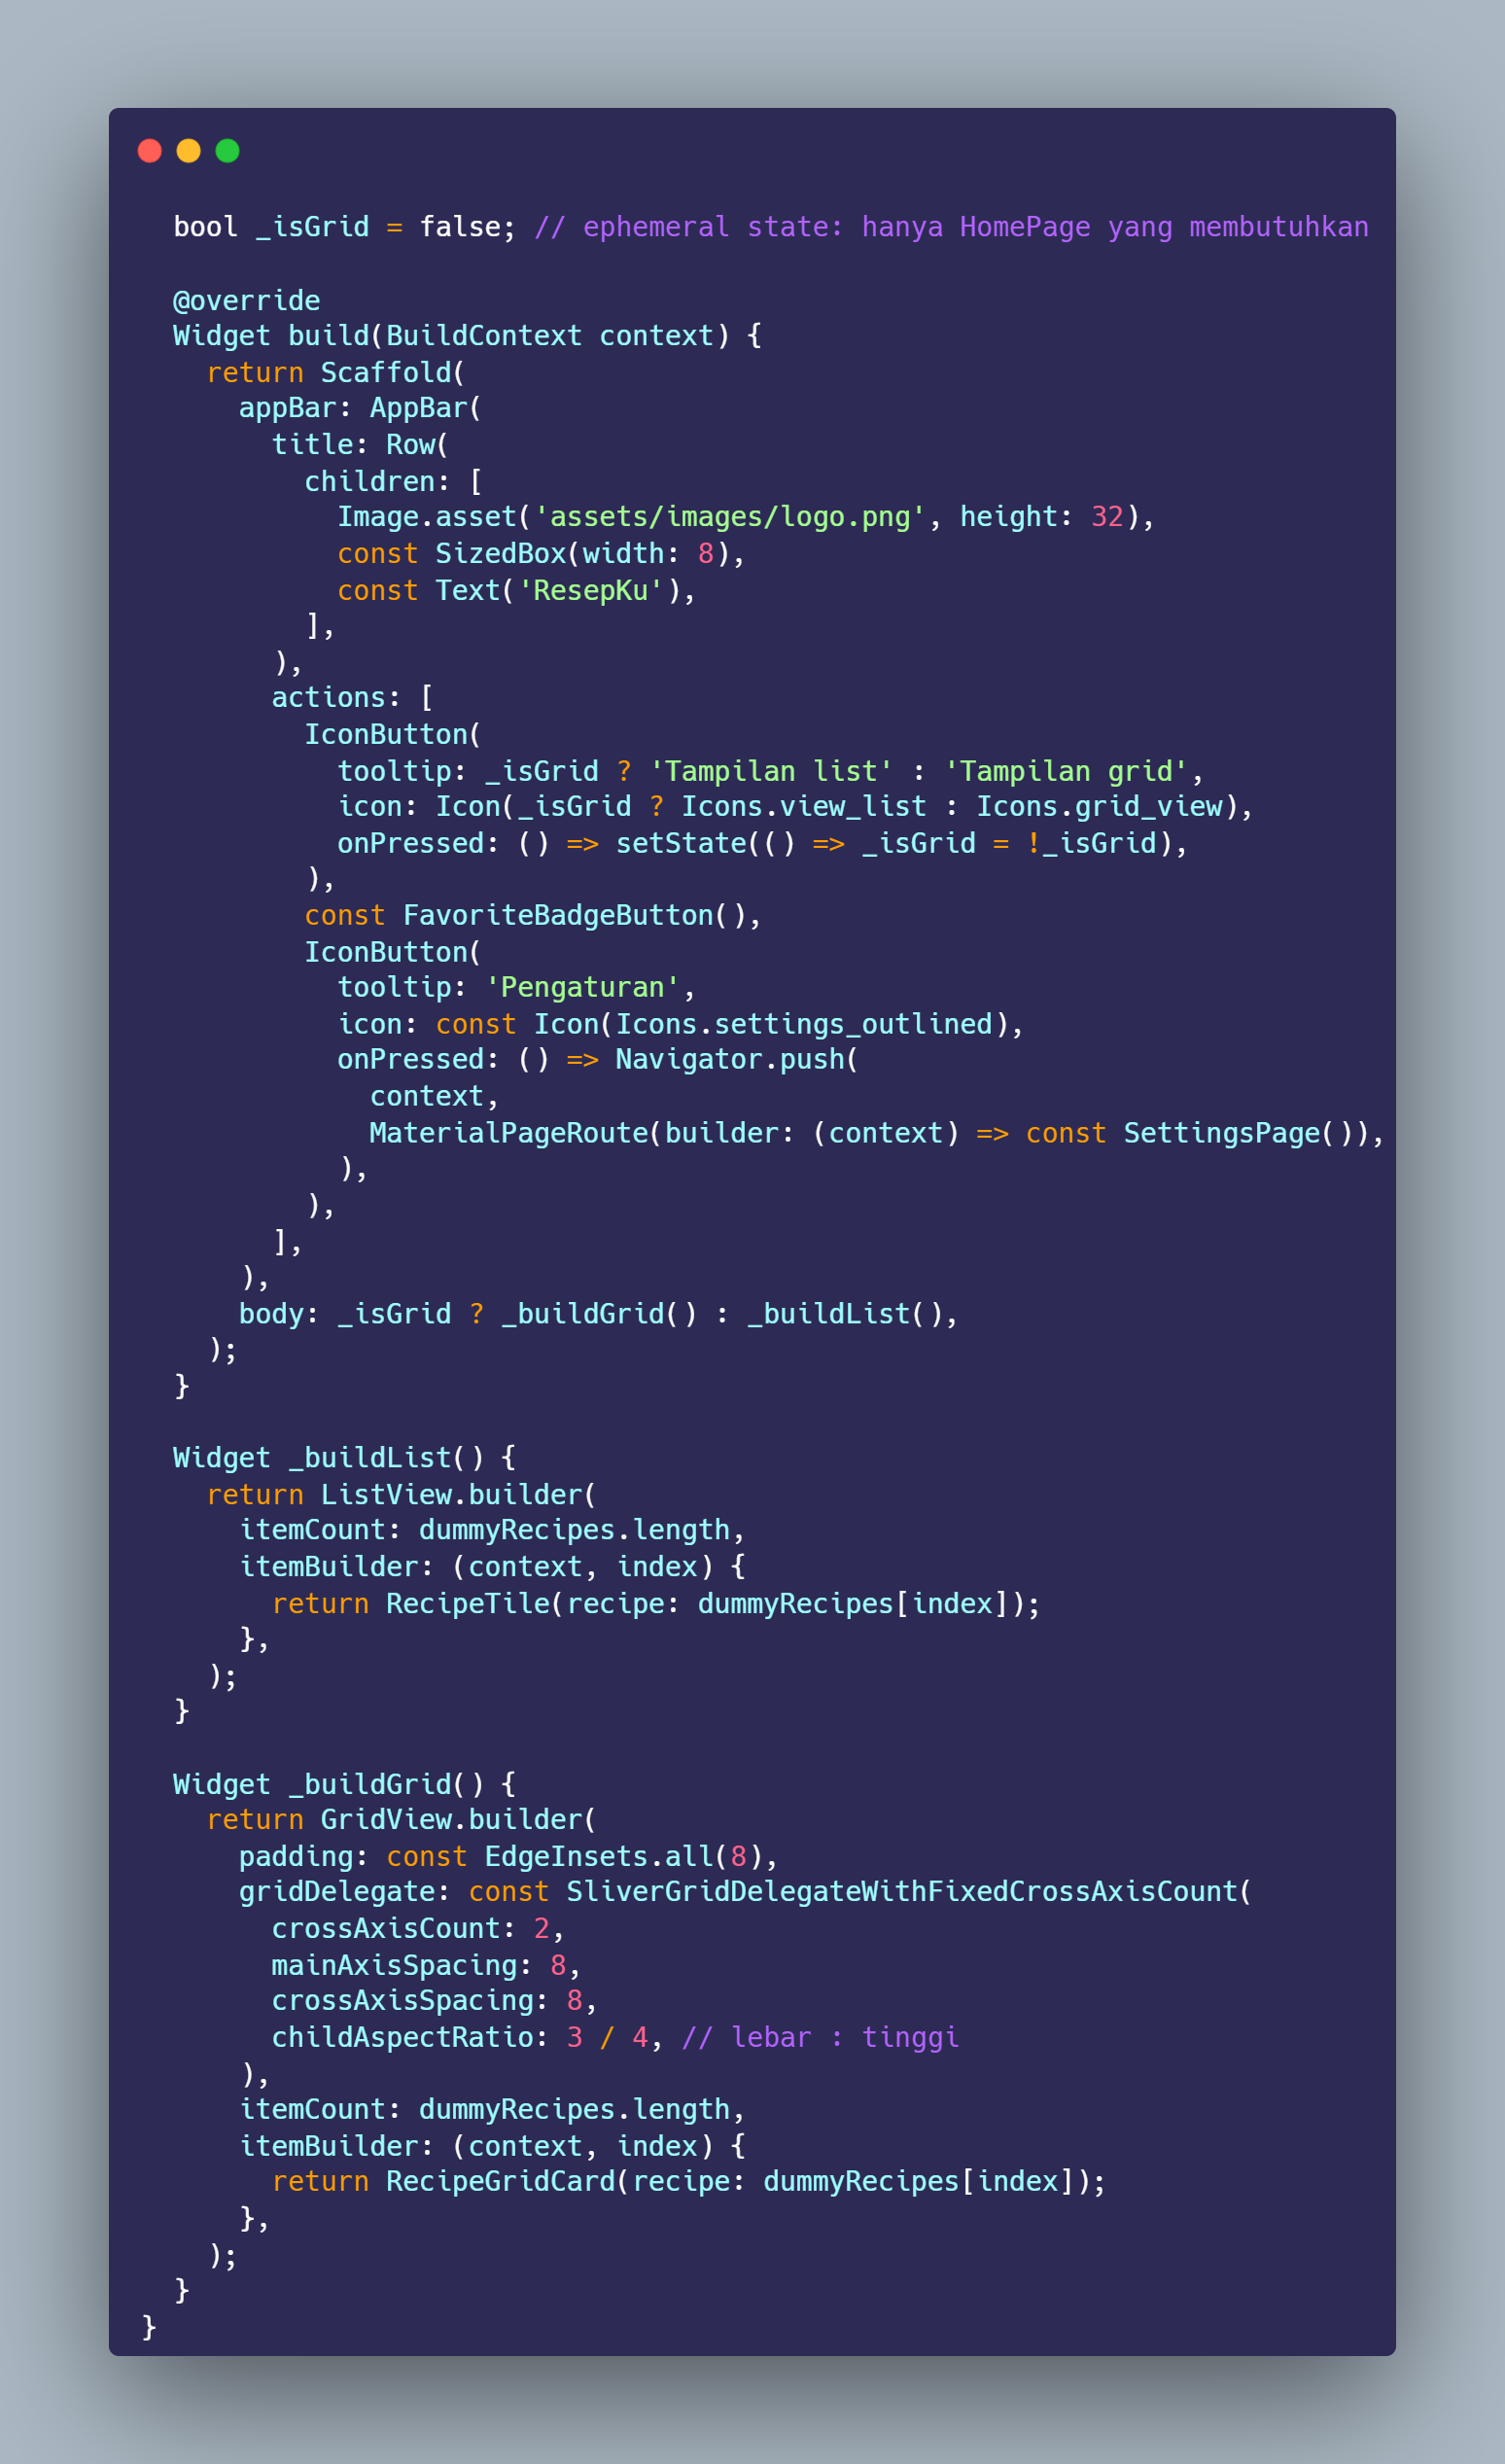 bool _isGrid = false; // ephemeral state: hanya HomePage yang membutuhkan

@override
Widget build(BuildContext context) {
  return Scaffold(
    appBar: AppBar(
      title: Row(
        children: [
          Image.asset('assets/images/logo.png', height: 32),
          const SizedBox(width: 8),
          const Text('ResepKu'),
        ],
      ),
      actions: [
        IconButton(
          tooltip: _isGrid ? 'Tampilan list' : 'Tampilan grid',
          icon: Icon(_isGrid ? Icons.view_list : Icons.grid_view),
          onPressed: () => setState(() => _isGrid = !_isGrid),
        ),
        const FavoriteBadgeButton(),
        IconButton(
          tooltip: 'Pengaturan',
          icon: const Icon(Icons.settings_outlined),
          onPressed: () => Navigator.push(
            context,
            MaterialPageRoute(builder: (context) => const SettingsPage()),
          ),
        ),
      ],
    ),
    body: _isGrid ? _buildGrid() : _buildList(),
  );
}

Widget _buildList() {
  return ListView.builder(
    itemCount: dummyRecipes.length,
    itemBuilder: (context, index) {
      return RecipeTile(recipe: dummyRecipes[index]);
    },
  );
}

Widget _buildGrid() {
  return GridView.builder(
    padding: const EdgeInsets.all(8),
    gridDelegate: const SliverGridDelegateWithFixedCrossAxisCount(
      crossAxisCount: 2,
      mainAxisSpacing: 8,
      crossAxisSpacing: 8,
      childAspectRatio: 3 / 4, // lebar : tinggi
    ),
    itemCount: dummyRecipes.length,
    itemBuilder: (context, index) {
      return RecipeGridCard(recipe: dummyRecipes[index]);
    },
  );
}
}